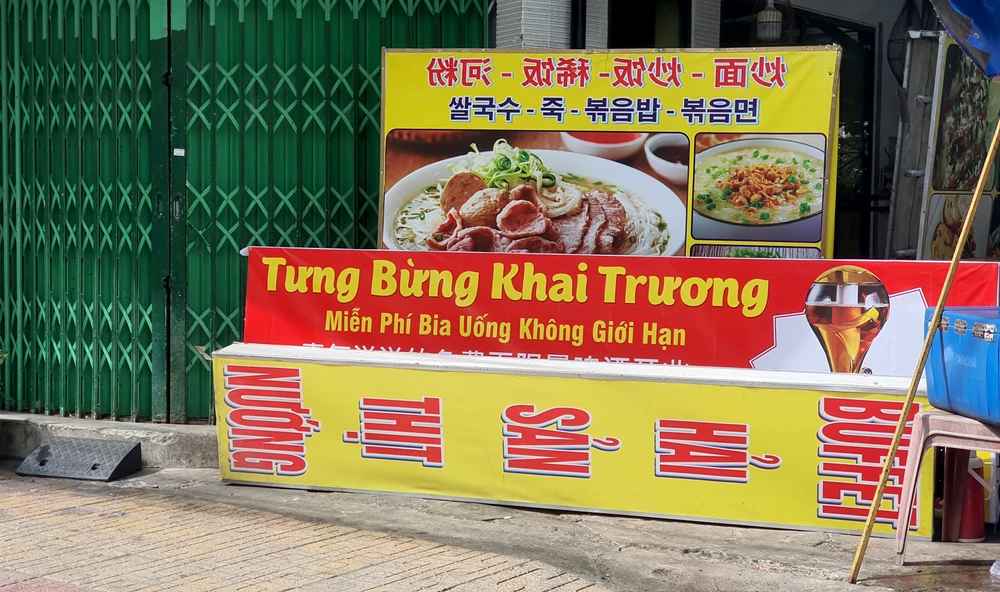 炒面 - 炒饭 - 稀饭 - 河粉
쌀국수 - 죽 - 볶음밥 - 볶음면
Tưng Bừng Khai Trương
Miễn Phí Bia Uống Không Giới Hạn
BUFFET
HẢI
SẢN
THỊT
NƯỚNG
pepsi